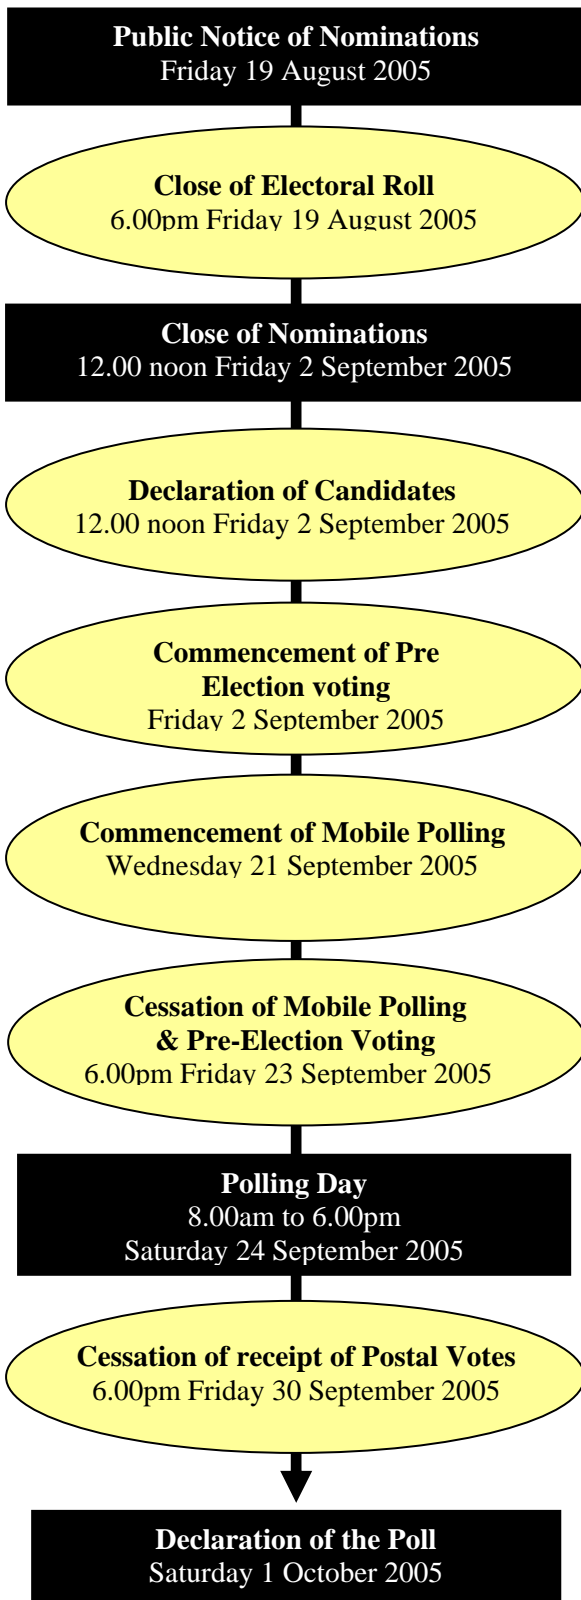 Public Notice of Nominations
Friday 19 August 2005
Close of Electoral Roll
6.00pm Friday 19 August 2005
Close of Nominations
12.00 noon Friday 2 September 2005
Declaration of Candidates
12.00 noon Friday 2 September 2005
Commencement of Pre
Election voting
Friday 2 September 2005
Commencement of Mobile Polling
Wednesday 21 September 2005
Cessation of Mobile Polling
& Pre-Election Voting
6.00pm Friday 23 September 2005
Polling Day
8.00am to 6.00pm
Saturday 24 September 2005
Cessation of receipt of Postal Votes
6.00pm Friday 30 September 2005
Declaration of the Poll
Saturday 1 October 2005